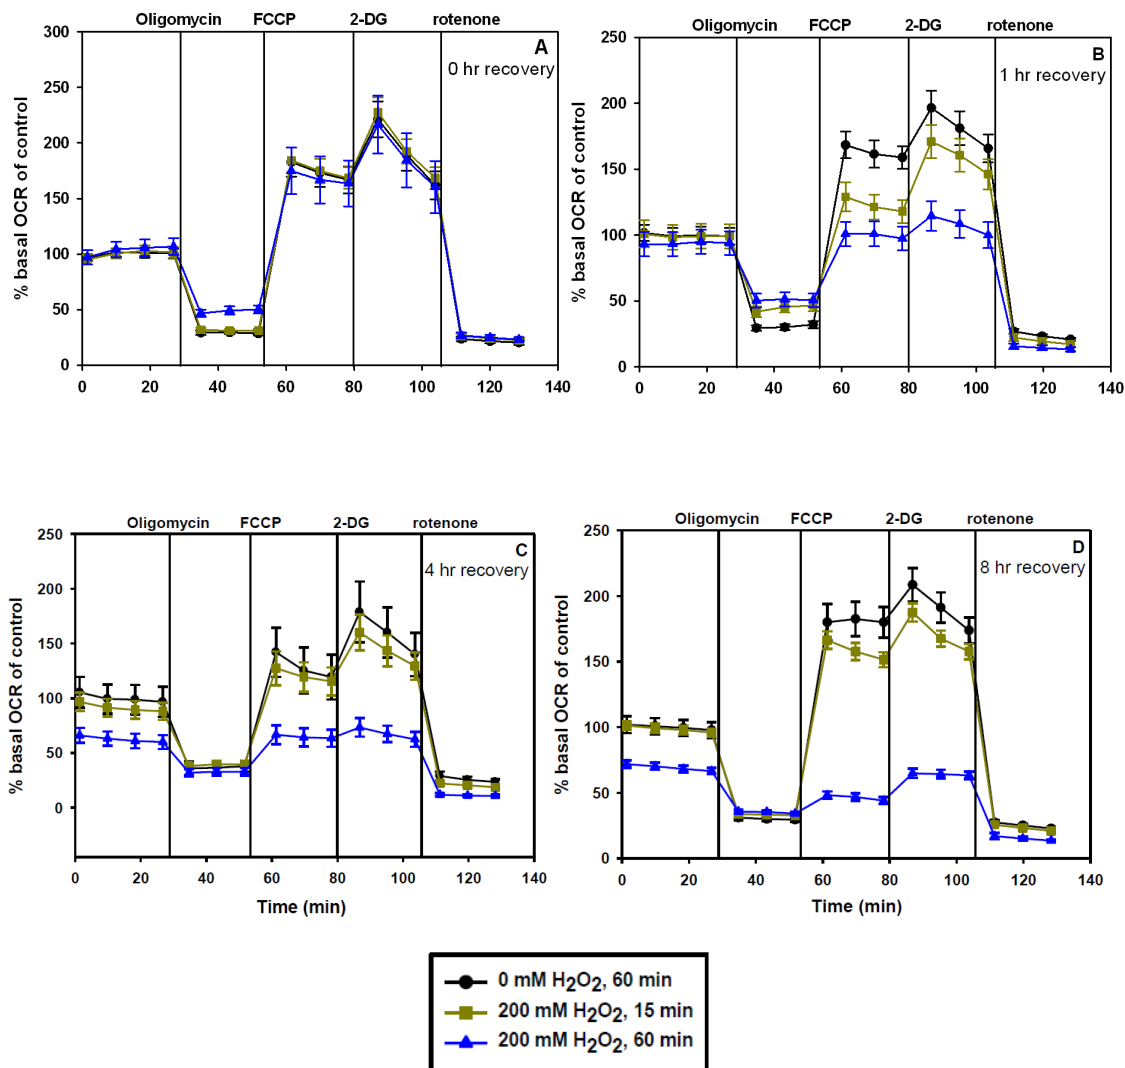 Oligomycin FCCP 2-DG rotenone
A
0 hr recovery
% basal OCR of control
300
250
200
150
100
50
0
0 20 40 60 80 100 120 140
Oligomycin FCCP 2-DG rotenone
B
1 hr recovery
% basal OCR of control
250
200
150
100
50
0
0 20 40 60 80 100 120 140
Oligomycin FCCP 2-DG rotenone
C
4 hr recovery
% basal OCR of control
250
200
150
100
50
0
0 20 40 60 80 100 120 140
Time (min)
Oligomycin FCCP 2-DG rotenone
D
8 hr recovery
% basal OCR of control
250
200
150
100
50
0
0 20 40 60 80 100 120 140
Time (min)
0 mM H2O2, 60 min
200 mM H2O2, 15 min
200 mM H2O2, 60 min